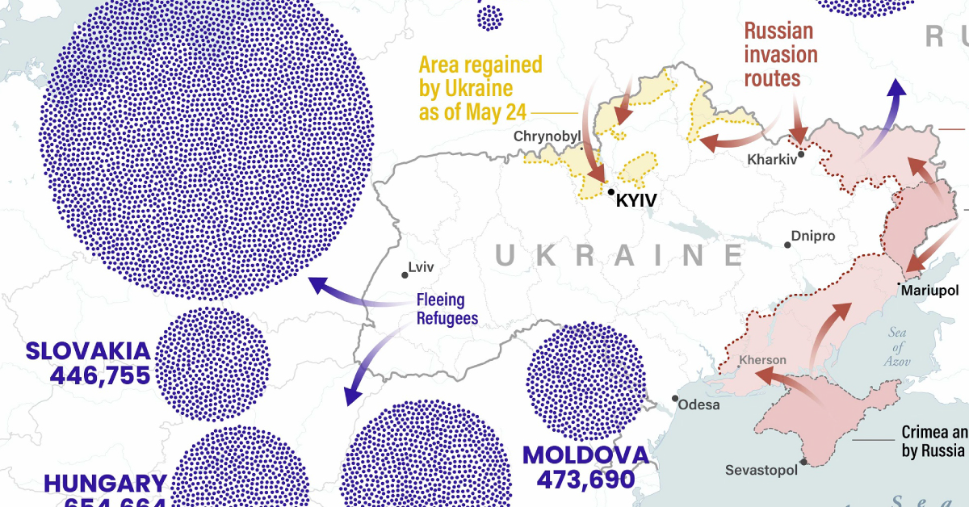 Russian
invasion
routes
R U
Area regained
by Ukraine
as of May 24
Chrynobyl
Kharkiv
KYIV
UKRAINE
Dnipro
Lviv
Fleeing
Refugees
Mariupol
Sea
of
Azov
SLOVAKIA
446,755
Kherson
Odesa
Crimea an
by Russia
MOLDOVA
473,690
Sevastopol
HUNGARY
654,664
Sea